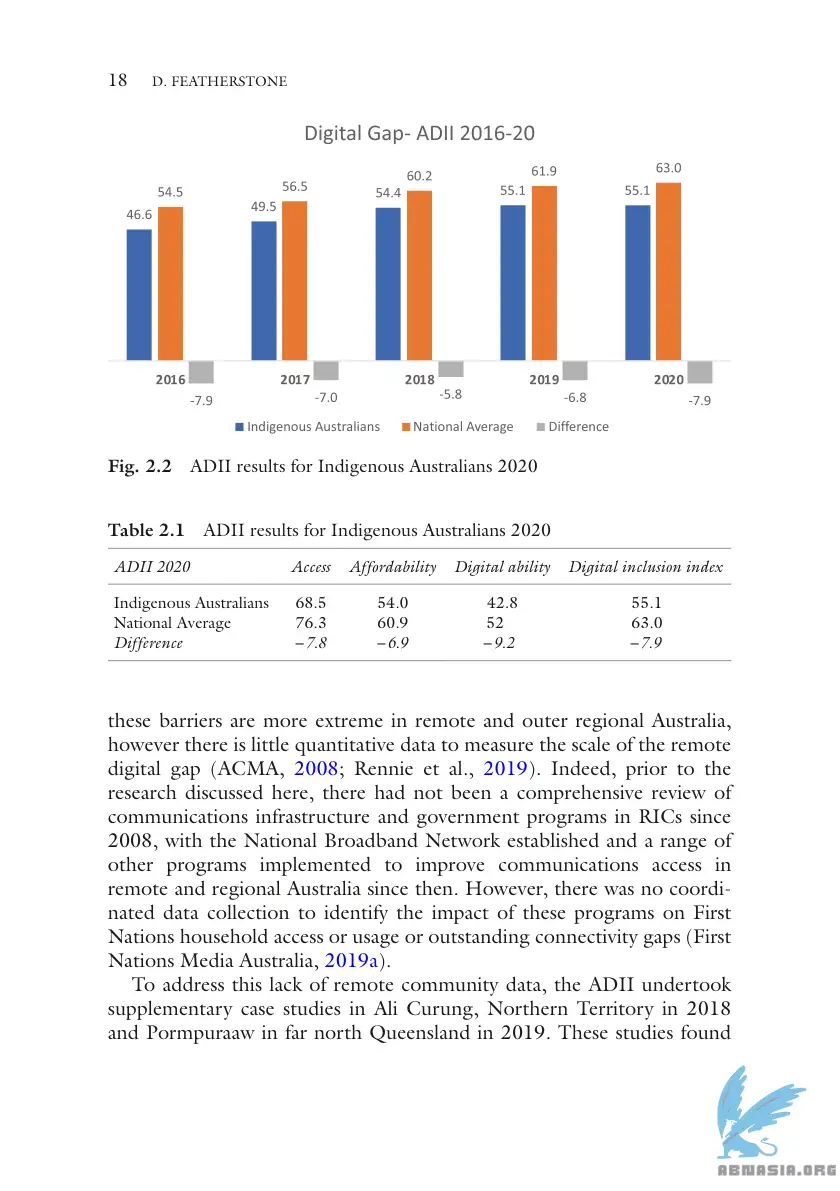 18 D. FEATHERSTONE
Digital Gap- ADII 2016-20
46.6 54.5 49.5 56.5 54.4 60.2 55.1 61.9 55.1 63.0
2016 2017 2018 2019 2020
-7.9 -7.0 -5.8 -6.8 -7.9
Indigenous Australians National Average Difference
Fig. 2.2 ADII results for Indigenous Australians 2020
Table 2.1 ADII results for Indigenous Australians 2020
ADII 2020 Access Affordability Digital ability Digital inclusion index
Indigenous Australians 68.5 54.0 42.8 55.1
National Average 76.3 60.9 52 63.0
Difference −7.8 −6.9 −9.2 −7.9
these barriers are more extreme in remote and outer regional Australia,
however there is little quantitative data to measure the scale of the remote
digital gap (ACMA, 2008; Rennie et al., 2019). Indeed, prior to the
research discussed here, there had not been a comprehensive review of
communications infrastructure and government programs in RICs since
2008, with the National Broadband Network established and a range of
other programs implemented to improve communications access in
remote and regional Australia since then. However, there was no coordi-
nated data collection to identify the impact of these programs on First
Nations household access or usage or outstanding connectivity gaps (First
Nations Media Australia, 2019a).
To address this lack of remote community data, the ADII undertook
supplementary case studies in Ali Curung, Northern Territory in 2018
and Pormpuraaw in far north Queensland in 2019. These studies found
ABNASIA.ORG